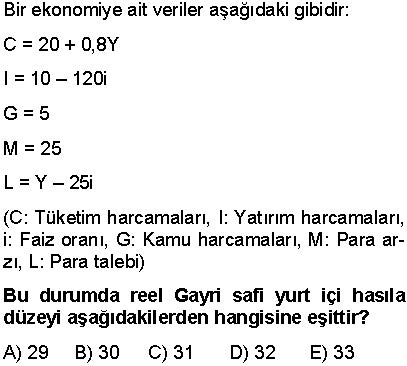 Bir ekonomiye ait veriler aşağıdaki gibidir:
C = 20 + 0,8Y
I = 10 – 120i
G = 5
M = 25
L = Y – 25i
(C: Tüketim harcamaları, I: Yatırım harcamaları,
i: Faiz oranı, G: Kamu harcamaları, M: Para ar-
zı, L: Para talebi)
Bu durumda reel Gayri safi yurt içi hasıla
düzeyi aşağıdakilerden hangisine eşittir?
A) 29 B) 30 C) 31 D) 32 E) 33